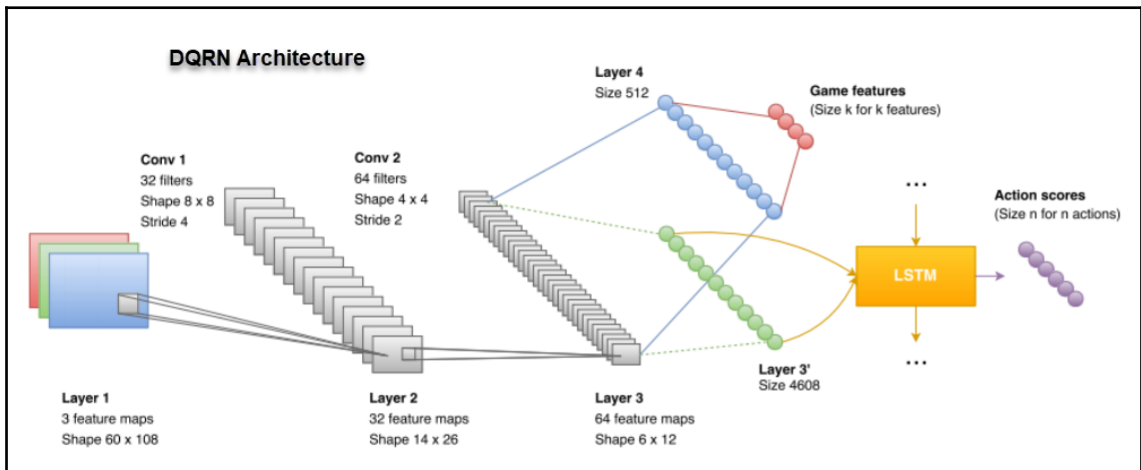 DQRN Architecture
Layer 4
Size 512
Game features
(Size k for k features)
Conv 1
32 filters
Shape 8 x 8
Stride 4
Conv 2
64 filters
Shape 4 x 4
Stride 2
...
Action scores
(Size n for n actions)
LSTM
...
Layer 3'
Size 4608
Layer 1
3 feature maps
Shape 60 x 108
Layer 2
32 feature maps
Shape 14 x 26
Layer 3
64 feature maps
Shape 6 x 12